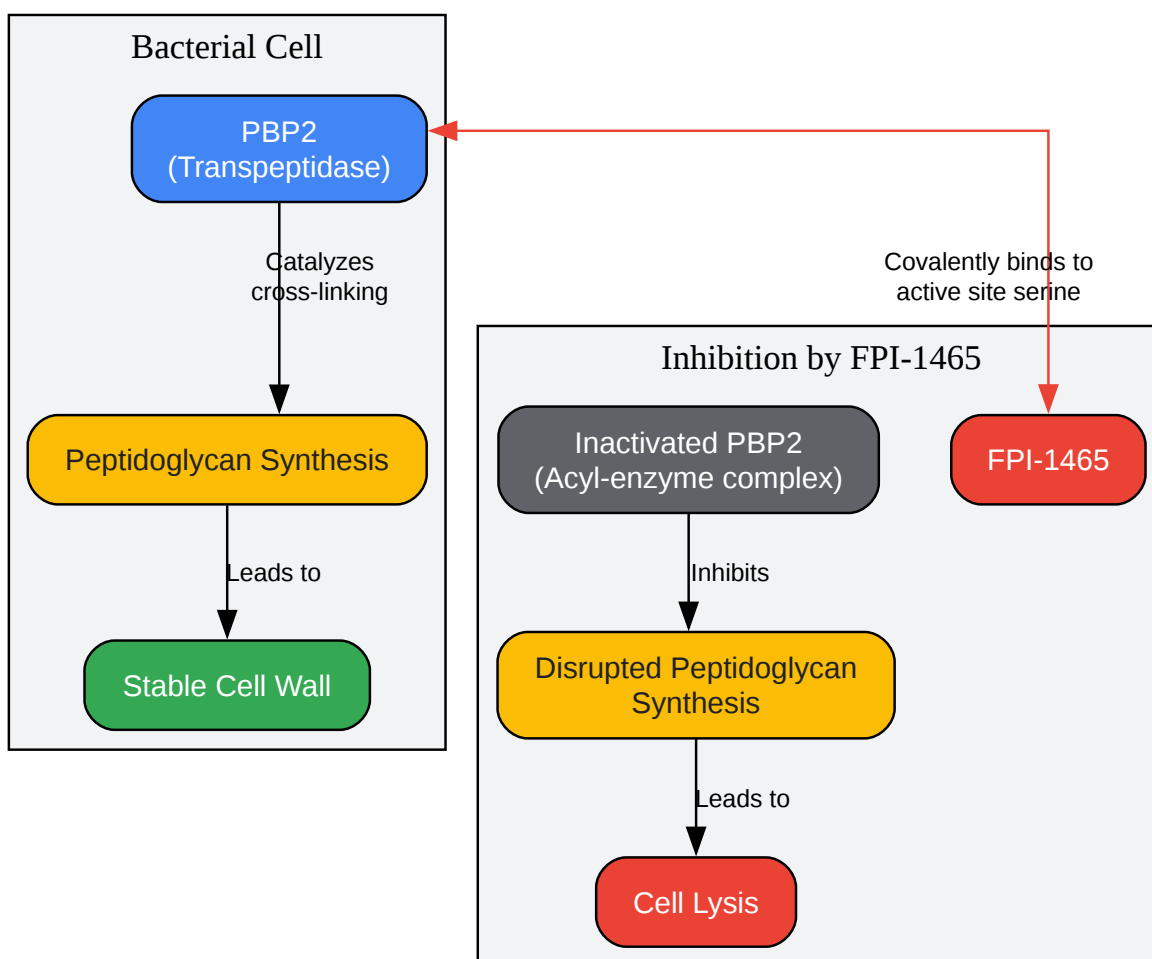 Bacterial Cell
PBP2
(Transpeptidase)
Catalyzes
cross-linking
Peptidoglycan Synthesis
Leads to
Stable Cell Wall
Covalently binds to
active site serine
Inhibition by FPI-1465
Inactivated PBP2
(Acyl-enzyme complex)
FPI-1465
Inhibits
Disrupted Peptidoglycan
Synthesis
Leads to
Cell Lysis